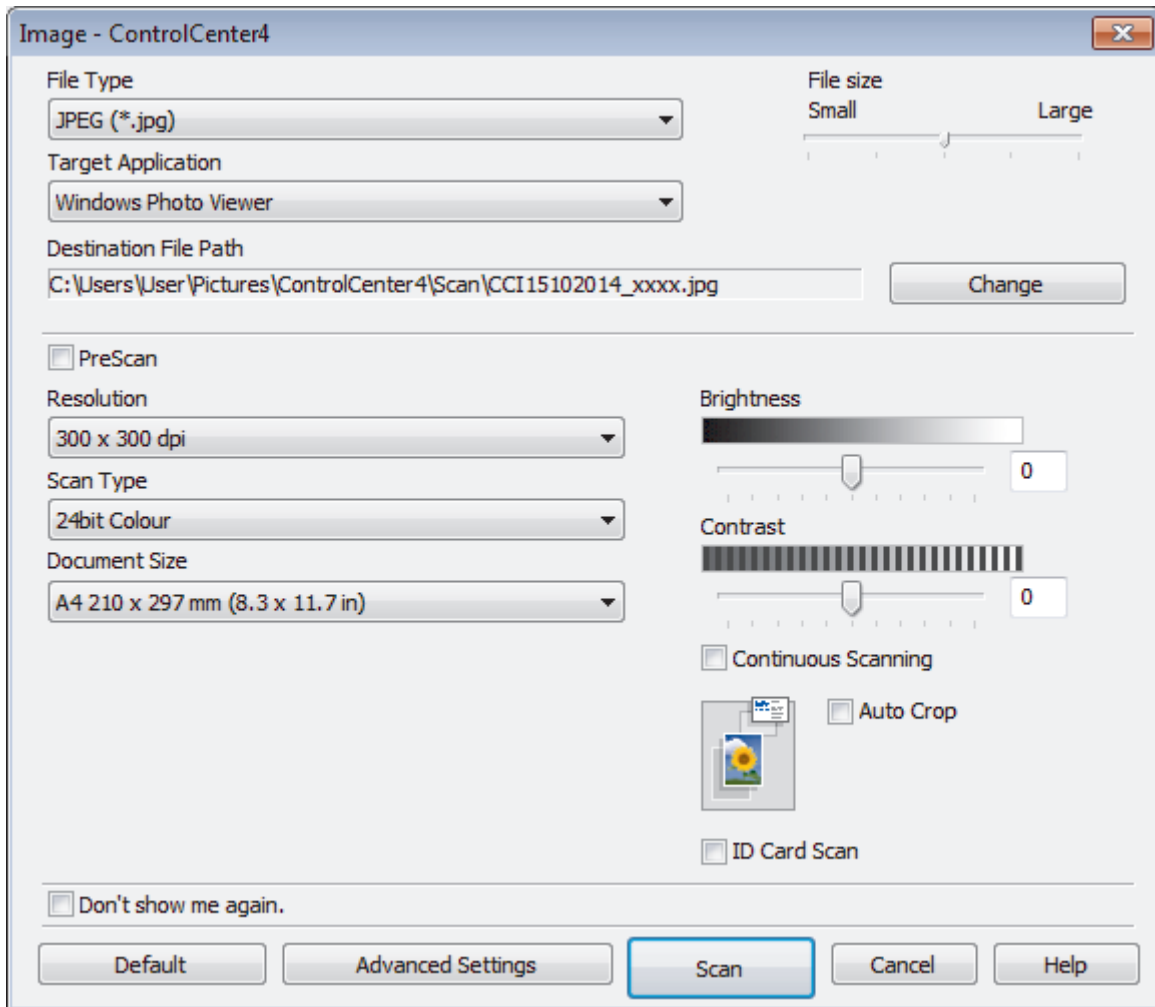 Image - ControlCenter4
File Type
JPEG (*.jpg)
File size
Small Large
Target Application
Windows Photo Viewer
Destination File Path
C:\Users\User\Pictures\ControlCenter4\Scan\CCI15102014_xxxx.jpg
Change
PreScan
Resolution
300 x 300 dpi
Scan Type
24bit Colour
Document Size
A4 210 x 297 mm (8.3 x 11.7 in)
Brightness
0
Contrast
0
Continuous Scanning
Auto Crop
ID Card Scan
Don't show me again.
Default
Advanced Settings
Scan
Cancel
Help